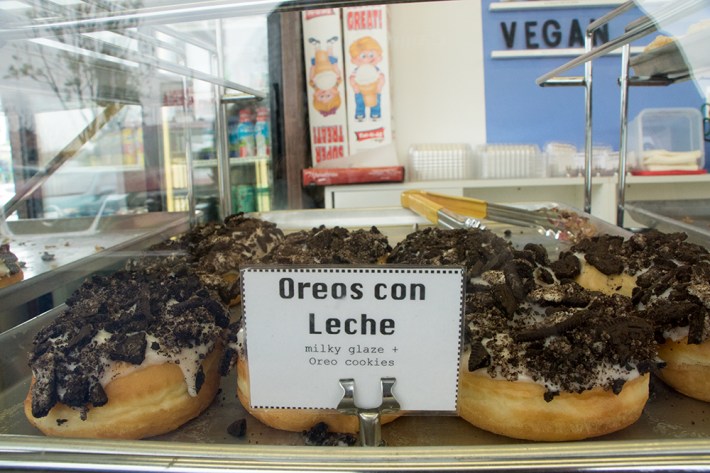 GREAT!
SUPER
TREAT!
VEGAN
Oreos con
Leche
milky glaze +
Oreo cookies